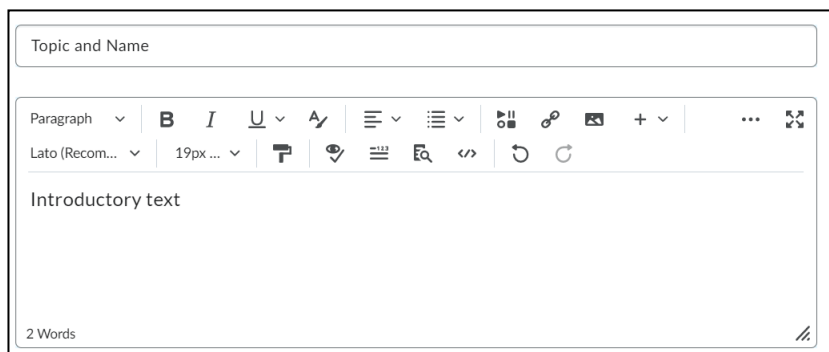 Topic and Name
Paragraph
Lato (Recom... 19px ...
Introductory text
2 Words